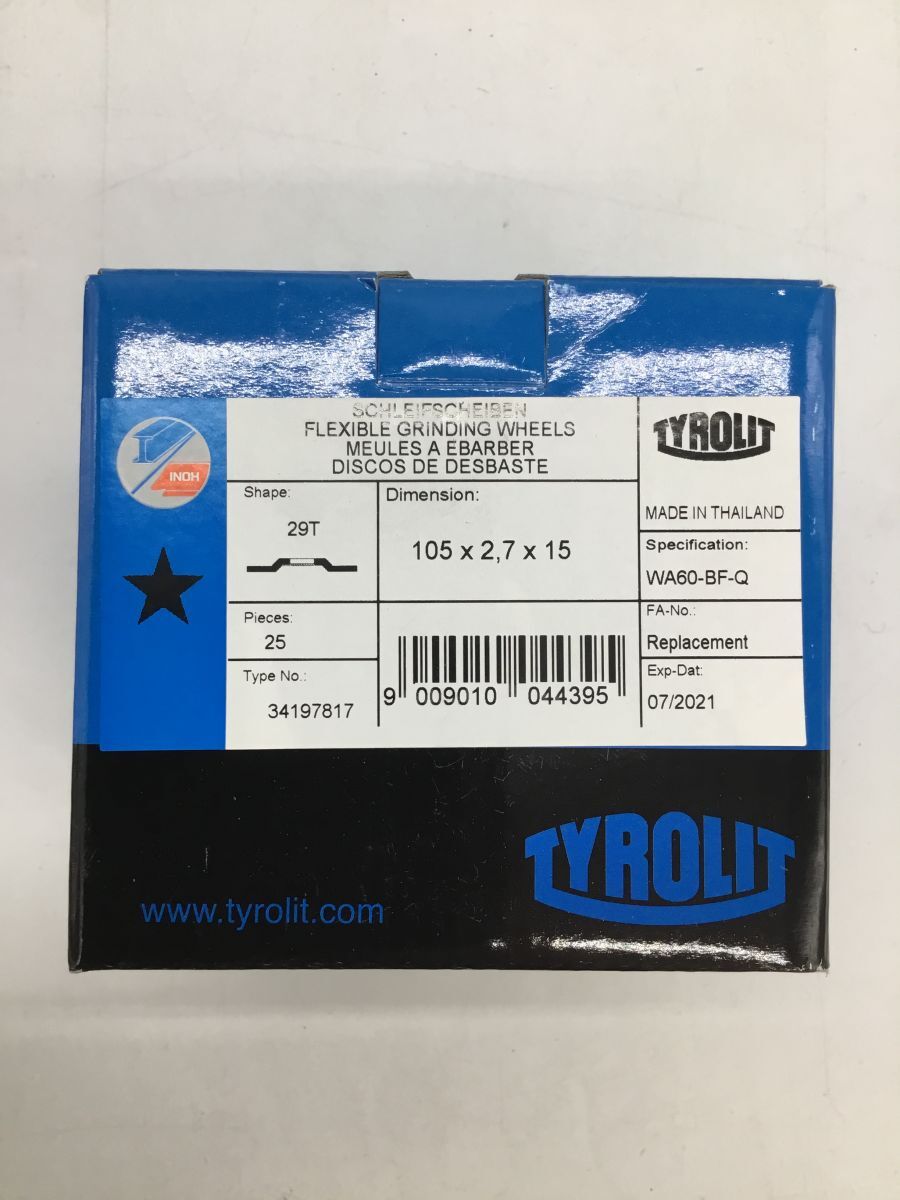 SCHLEIFSCHEIBEN
FLEXIBLE GRINDING WHEELS
MEULES A EBARBER
DISCOS DE DESBASTE
TYROLIT
MADE IN THAILAND
INOX
Shape:
29T
Dimension:
105 x 2,7 x 15
Specification:
WA60-BF-Q
Pieces:
25
FA-No.:
Replacement
Type No.:
34197817
9 009010 044395
Exp-Dat:
07/2021
TYROLIT
www.tyrolit.com